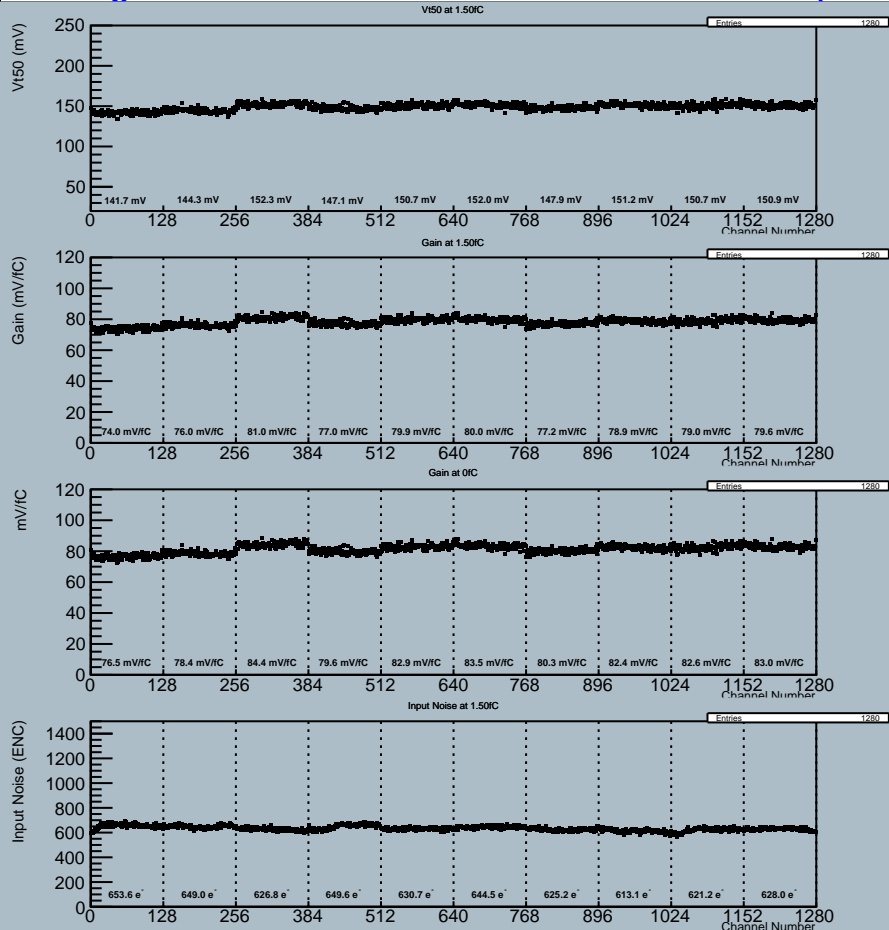 Vt50 at 1.50fC
Entries 1280
Vt50 (mV)
250
200
150
100
50
141.7 mV 144.3 mV 152.3 mV 147.1 mV 150.7 mV 152.0 mV 147.9 mV 151.2 mV 150.7 mV 150.9 mV
0 128 256 384 512 640 768 896 1024 1152 1280
Channel Number
Gain at 1.50fC
Entries 1280
Gain (mV/fC)
120
100
80
60
40
20
0
74.0 mV/fC 76.0 mV/fC 81.0 mV/fC 77.0 mV/fC 79.9 mV/fC 80.0 mV/fC 77.2 mV/fC 78.9 mV/fC 79.0 mV/fC 79.6 mV/fC
0 128 256 384 512 640 768 896 1024 1152 1280
Channel Number
Gain at 0fC
Entries 1280
mV/fC
120
100
80
60
40
20
0
76.5 mV/fC 78.4 mV/fC 84.4 mV/fC 79.6 mV/fC 82.9 mV/fC 83.5 mV/fC 80.3 mV/fC 82.4 mV/fC 82.6 mV/fC 83.0 mV/fC
0 128 256 384 512 640 768 896 1024 1152 1280
Channel Number
Input Noise at 1.50fC
Entries 1280
Input Noise (ENC)
1400
1200
1000
800
600
400
200
0
653.6 e⁻ 649.0 e⁻ 626.8 e⁻ 649.6 e⁻ 630.7 e⁻ 644.5 e⁻ 625.2 e⁻ 613.1 e⁻ 621.2 e⁻ 628.0 e⁻
0 128 256 384 512 640 768 896 1024 1152 1280
Channel Number